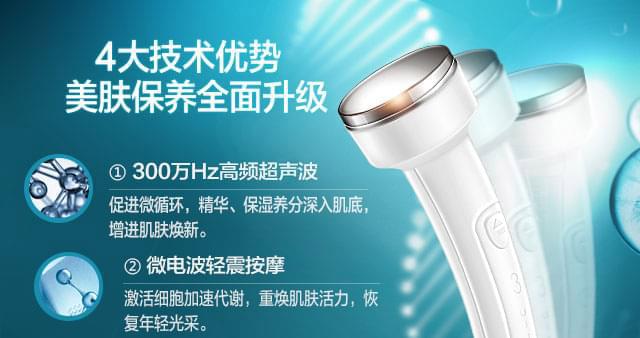 4大技术优势
美肤保养全面升级
① 300万Hz高频超声波
促进微循环，精华、保湿养分深入肌底，
增进肌肤焕新。
② 微电波轻震按摩
激活细胞加速代谢，重焕肌肤活力，恢
复年轻光采。
3